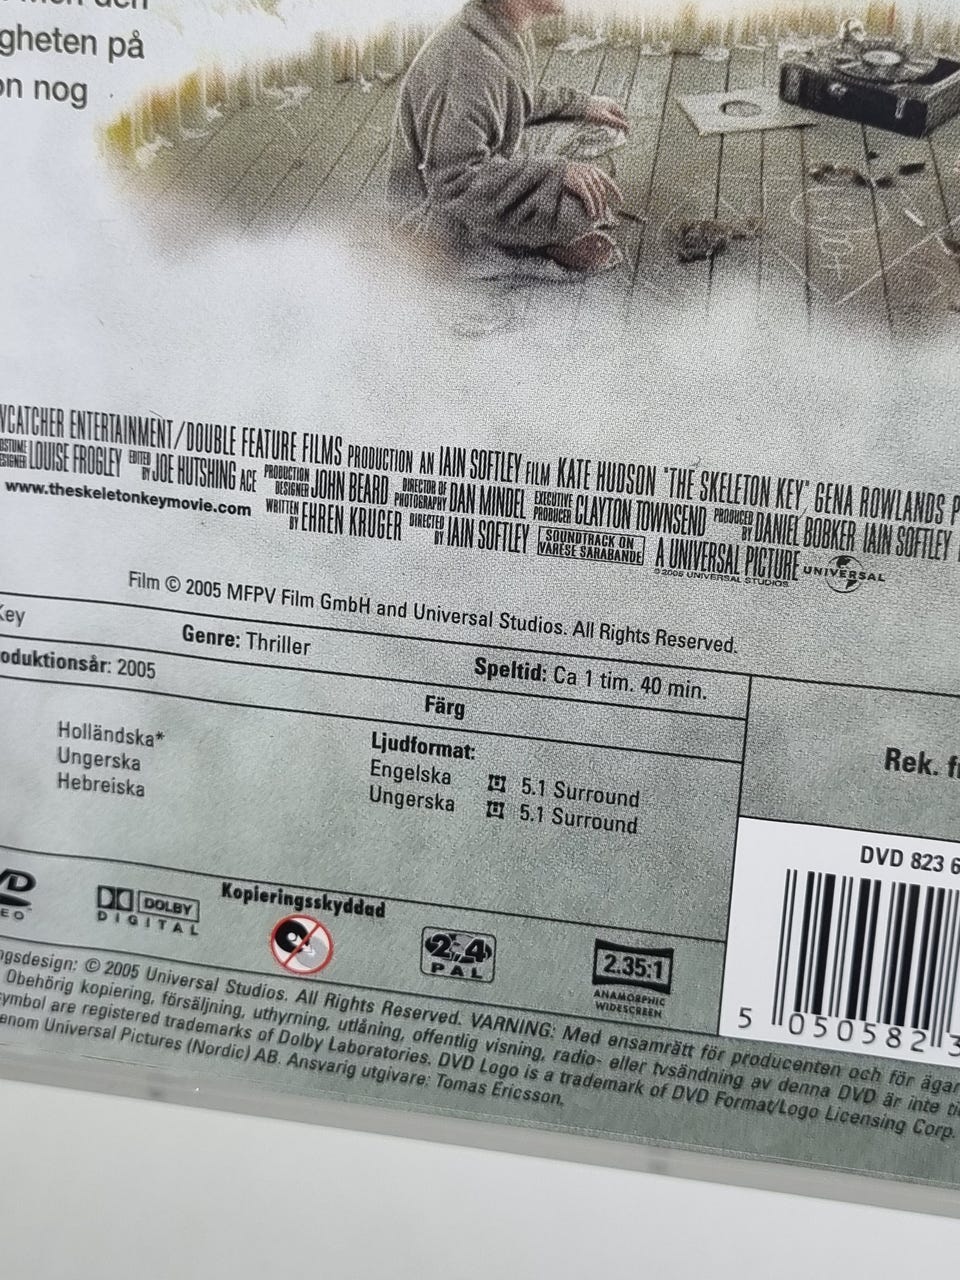 gheten på
on nog
VCATCHER ENTERTAINMENT/DOUBLE FEATURE FILMS PRODUCTION AN IAIN SOFTLEY FILM KATE HUDSON "THE SKELETON KEY" GENA ROWLANDS P
LOUISE FROGLEY EDITED BY JOE HUTSHING ACE PRODUCTION DESIGNER JOHN BEARD DIRECTOR OF PHOTOGRAPHY DAN MINDEL EXECUTIVE PRODUCER CLAYTON TOWNSEND PRODUCED BY DANIEL BOBKER IAIN SOFTLEY
www.theskeletonkeymovie.com WRITTEN BY EHREN KRUGER DIRECTED BY IAIN SOFTLEY SOUNDTRACK ON VARÈSE SARABANDE A UNIVERSAL PICTURE UNIVERSAL
© 2005 UNIVERSAL STUDIOS
Film © 2005 MFPV Film GmbH and Universal Studios. All Rights Reserved.
Key Genre: Thriller Speltid: Ca 1 tim. 40 min.
oduktionsår: 2005 Färg
Holländska*
Ungerska
Hebreiska
Ljudformat:
Engelska 5.1 Surround
Ungerska 5.1 Surround
Rek. f
DVD 823 6
5 050582 3
DOLBY
DIGITAL
Kopieringsskyddad
2,4
PAL
2.35:1
ANAMORPHIC
WIDESCREEN
ngsdesign: © 2005 Universal Studios. All Rights Reserved. VARNING: Med ensamrätt för producenten och för ägar
Obehörig kopiering, försäljning, uthyrning, utlåning, offentlig visning, radio- eller tvsändning av denna DVD är inte ti
ymbol are registered trademarks of Dolby Laboratories. DVD Logo is a trademark of DVD Format/Logo Licensing Corp.
enom Universal Pictures (Nordic) AB. Ansvarig utgivare: Tomas Ericsson.